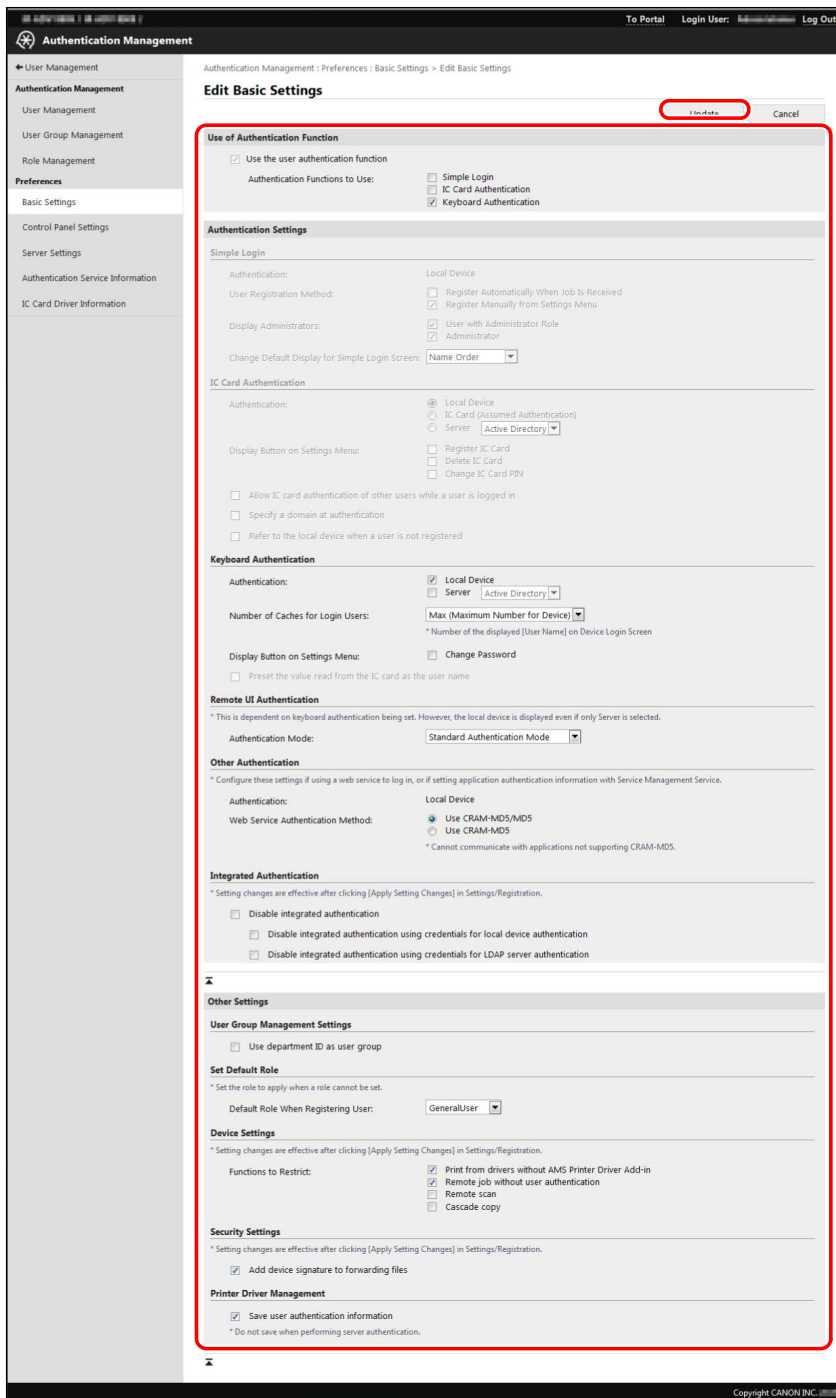 To Portal Login User: Log Out
Authentication Management
User Management
Authentication Management
User Management
User Group Management
Role Management
Preferences
Basic Settings
Control Panel Settings
Server Settings
Authentication Service Information
IC Card Driver Information
Authentication Management : Preferences : Basic Settings > Edit Basic Settings
Edit Basic Settings
Update Cancel
Use of Authentication Function
Use the user authentication function
Authentication Functions to Use: Simple Login
IC Card Authentication
Keyboard Authentication
Authentication Settings
Simple Login
Authentication: Local Device
User Registration Method: Register Automatically When Job Is Received
Register Manually from Settings Menu
Display Administrators: User with Administrator Role
Administrator
Change Default Display for Simple Login Screen: Name Order
IC Card Authentication
Authentication: Local Device
IC Card (Assumed Authentication)
Server Active Directory
Display Button on Settings Menu: Register IC Card
Delete IC Card
Change IC Card PIN
Allow IC card authentication of other users while a user is logged in
Specify a domain at authentication
Refer to the local device when a user is not registered
Keyboard Authentication
Authentication: Local Device
Server Active Directory
Number of Caches for Login Users: Max (Maximum Number for Device)
* Number of the displayed [User Name] on Device Login Screen
Display Button on Settings Menu: Change Password
Preset the value read from the IC card as the user name
Remote UI Authentication
* This is dependent on keyboard authentication being set. However, the local device is displayed even if only Server is selected.
Authentication Mode: Standard Authentication Mode
Other Authentication
* Configure these settings if using a web service to log in, or if setting application authentication information with Service Management Service.
Authentication: Local Device
Web Service Authentication Method: Use CRAM-MD5/MD5
Use CRAM-MD5
* Cannot communicate with applications not supporting CRAM-MD5.
Integrated Authentication
* Setting changes are effective after clicking [Apply Setting Changes] in Settings/Registration.
Disable integrated authentication
Disable integrated authentication using credentials for local device authentication
Disable integrated authentication using credentials for LDAP server authentication
Other Settings
User Group Management Settings
Use department ID as user group
Set Default Role
* Set the role to apply when a role cannot be set.
Default Role When Registering User: GeneralUser
Device Settings
* Setting changes are effective after clicking [Apply Setting Changes] in Settings/Registration.
Functions to Restrict: Print from drivers without AMS Printer Driver Add-in
Remote job without user authentication
Remote scan
Cascade copy
Security Settings
* Setting changes are effective after clicking [Apply Setting Changes] in Settings/Registration.
Add device signature to forwarding files
Printer Driver Management
Save user authentication information
* Do not save when performing server authentication.
Copyright CANON INC.